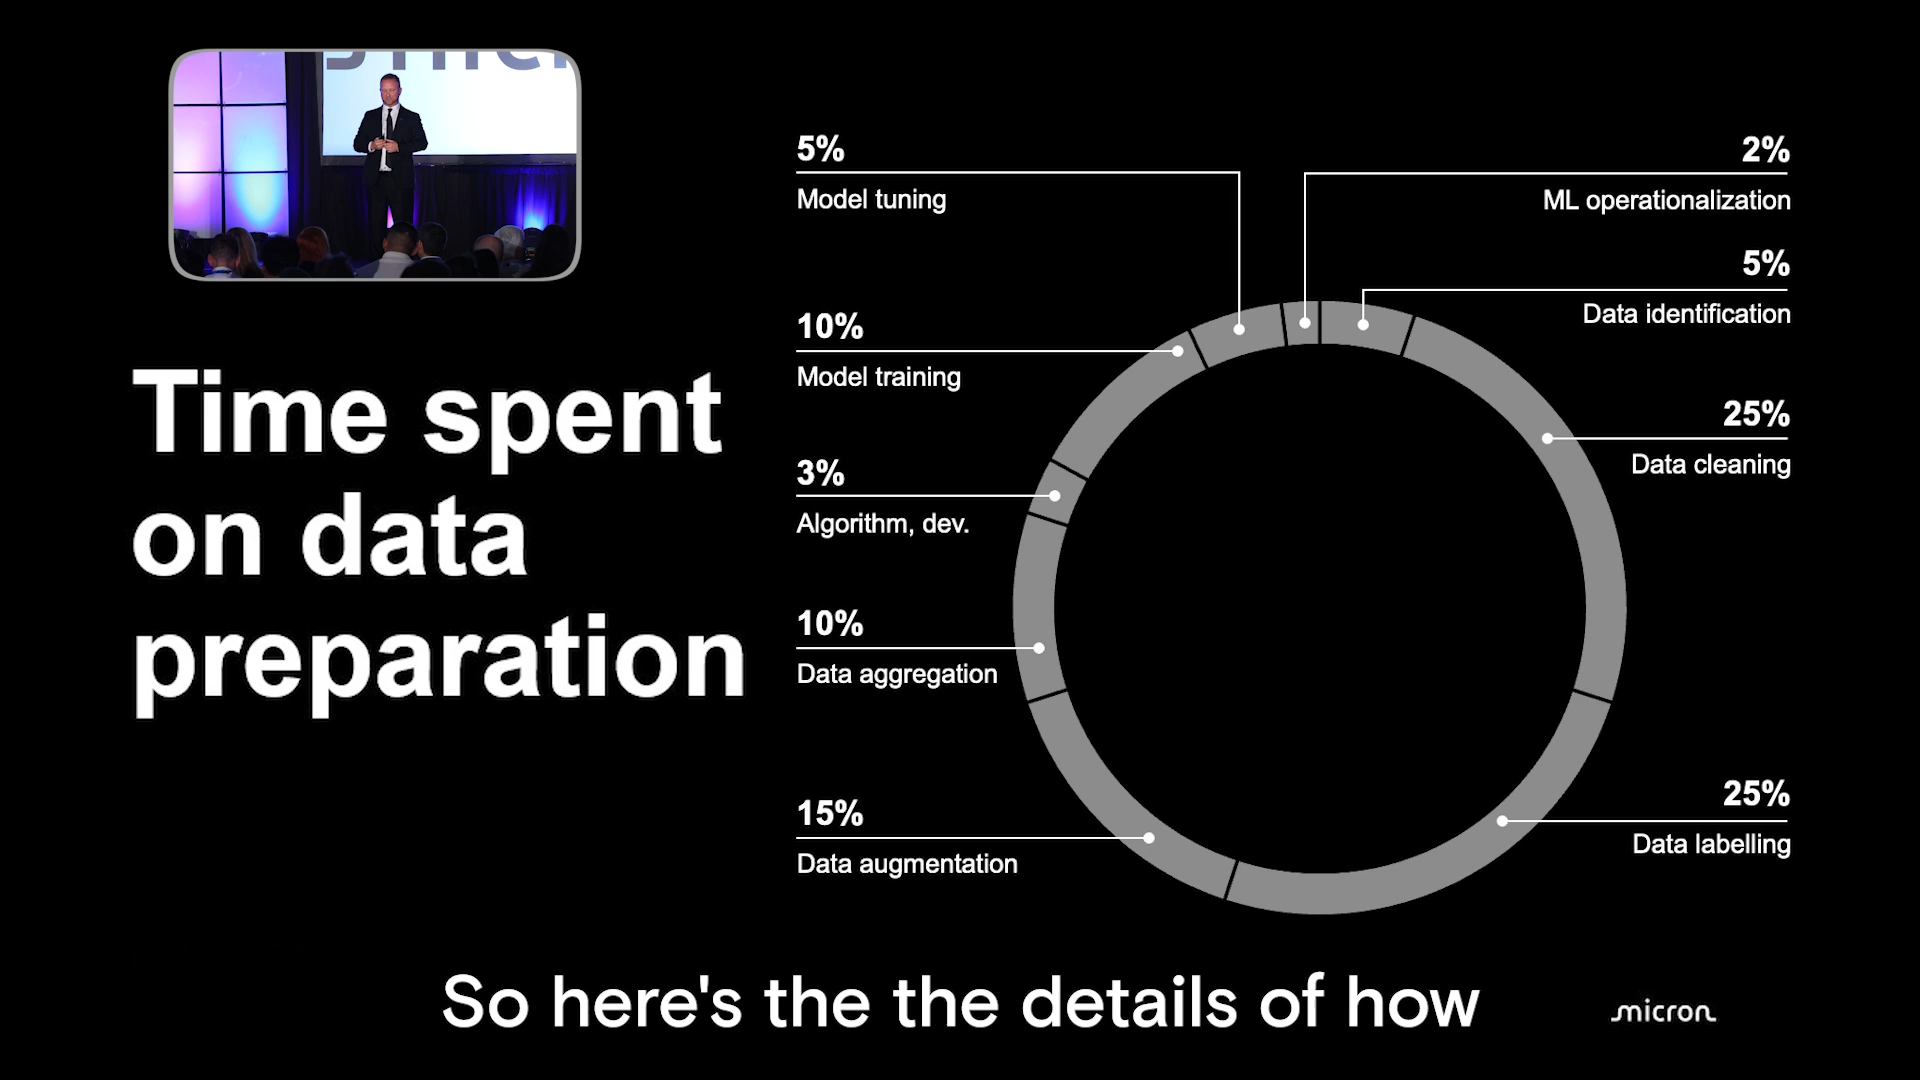 Time spent
on data
preparation
5%
Model tuning
10%
Model training
3%
Algorithm, dev.
10%
Data aggregation
15%
Data augmentation
2%
ML operationalization
5%
Data identification
25%
Data cleaning
25%
Data labelling
So here's the the details of how
micron